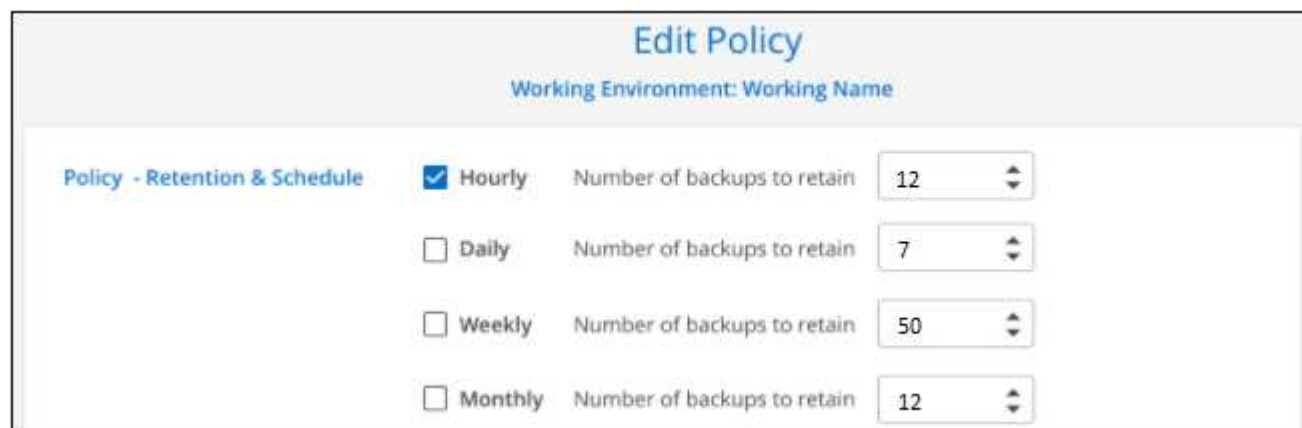 Edit Policy
Working Environment: Working Name
Policy - Retention & Schedule Hourly Number of backups to retain 12
Daily Number of backups to retain 7
Weekly Number of backups to retain 50
Monthly Number of backups to retain 12